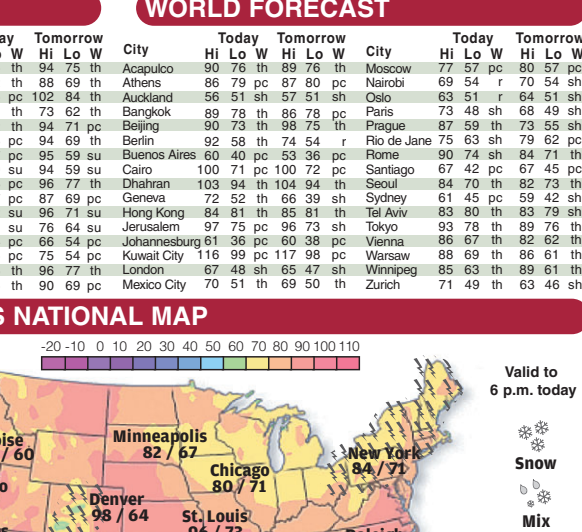 WORLD FORECAST
ay Tomorrow
W Hi Lo W
th 94 75 th
th 88 69 th
pc 102 84 th
th 73 62 th
th 94 71 pc
pc 94 69 th
pc 95 59 su
su 94 59 su
pc 96 77 th
pc 87 69 pc
su 96 71 su
su 76 64 su
pc 66 54 pc
pc 75 54 pc
th 96 77 th
th 90 69 pc
Today Tomorrow
City Hi Lo W Hi Lo W
Acapulco 90 76 th 89 76 th
Athens 86 79 pc 87 80 pc
Auckland 56 51 sh 57 51 sh
Bangkok 89 78 th 86 78 pc
Beijing 90 73 th 98 75 th
Berlin 92 58 th 74 54 r
Buenos Aires 60 40 pc 53 36 pc
Cairo 100 71 pc 100 72 pc
Dhahran 103 94 th 104 94 th
Geneva 72 52 th 66 39 sh
Hong Kong 84 81 th 85 81 th
Jerusalem 97 75 pc 96 73 sh
Johannesburg 61 36 pc 60 38 pc
Kuwait City 116 99 pc 117 98 pc
London 67 48 sh 65 47 sh
Mexico City 70 51 th 69 50 th
Today Tomorrow
City Hi Lo W Hi Lo W
Moscow 77 57 pc 80 57 pc
Nairobi 69 54 r 70 54 sh
Oslo 63 51 r 64 51 sh
Paris 73 48 sh 68 49 sh
Prague 87 59 th 73 55 sh
Rio de Jane 75 63 sh 79 62 pc
Rome 90 74 sh 84 71 th
Santiago 67 42 pc 67 45 pc
Seoul 84 70 th 82 73 th
Sydney 61 45 pc 59 42 sh
Tel Aviv 83 80 th 83 79 sh
Tokyo 93 78 th 89 76 th
Vienna 86 67 th 82 62 th
Warsaw 88 69 th 86 61 th
Winnipeg 85 63 th 89 61 th
Zurich 71 49 th 63 46 sh
S NATIONAL MAP
-20 -10 0 10 20 30 40 50 60 70 80 90 100 110
Valid to
6 p.m. today
Snow
Mix
ise
/ 60
Minneapolis
82 / 67
Chicago
80 / 71
New York
84 / 71
o
Denver
98 / 64
St. Louis
96 / 73
Raleigh
s